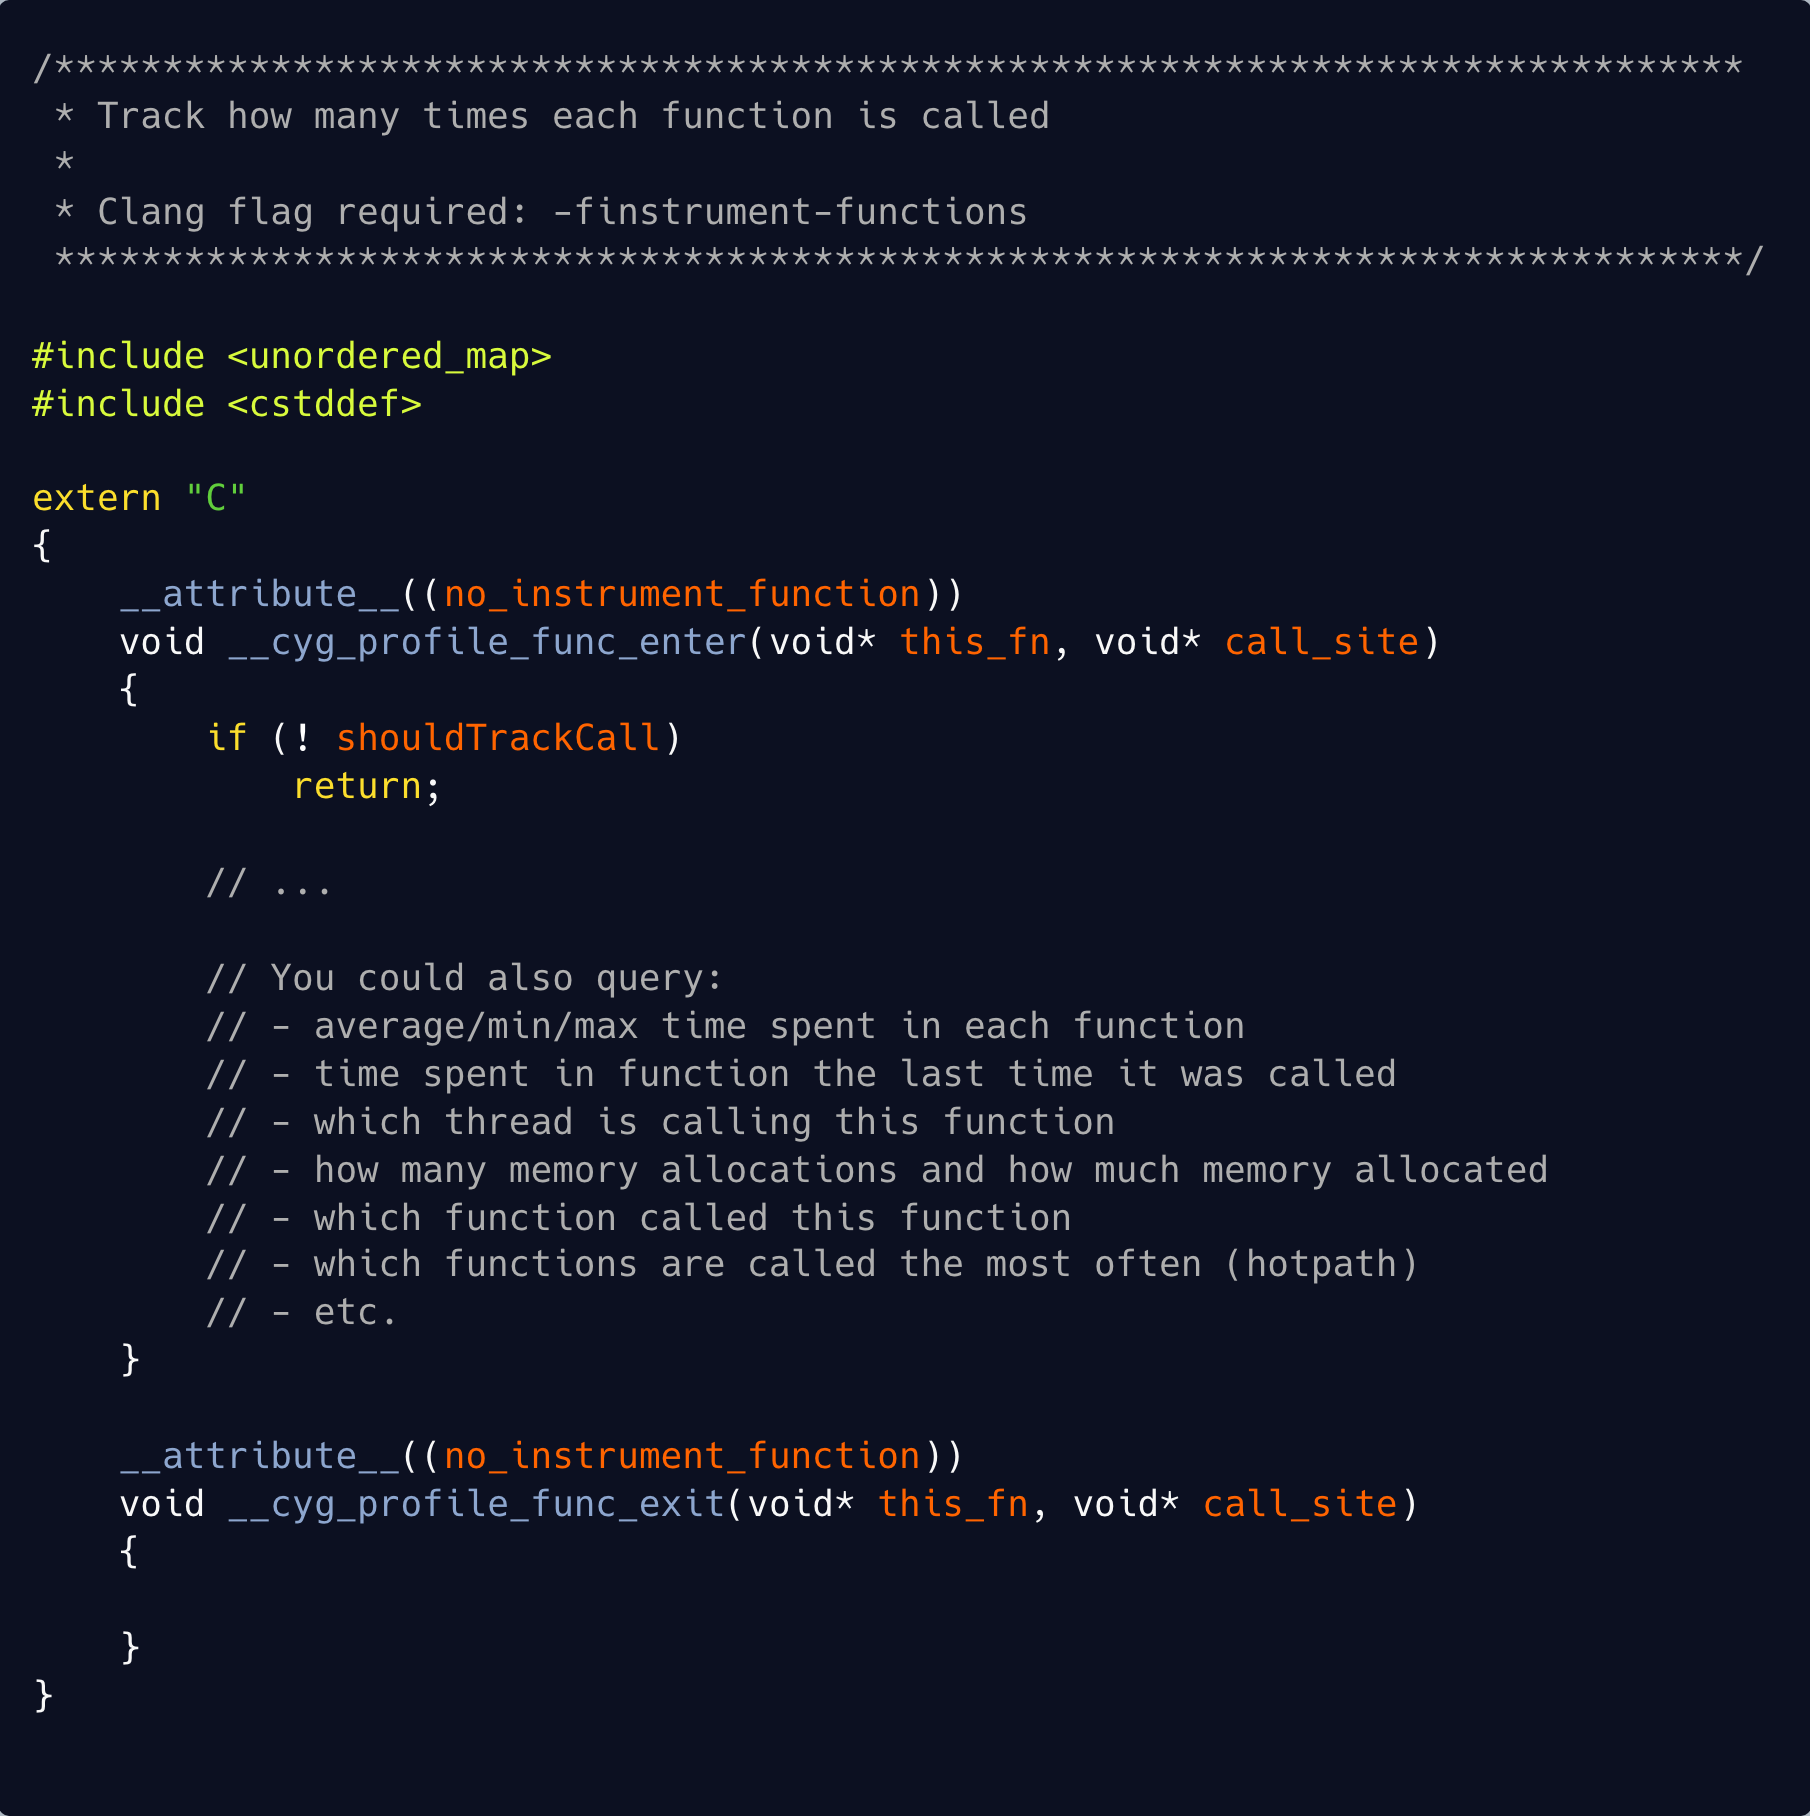 /******************************************************************************
 * Track how many times each function is called
 *
 * Clang flag required: -finstrument-functions
 ******************************************************************************/

#include <unordered_map>
#include <cstddef>

extern "C"
{
    __attribute__((no_instrument_function))
    void __cyg_profile_func_enter(void* this_fn, void* call_site)
    {
        if (! shouldTrackCall)
            return;

        // ...

        // You could also query:
        // - average/min/max time spent in each function
        // - time spent in function the last time it was called
        // - which thread is calling this function
        // - how many memory allocations and how much memory allocated
        // - which function called this function
        // - which functions are called the most often (hotpath)
        // - etc.
    }

    __attribute__((no_instrument_function))
    void __cyg_profile_func_exit(void* this_fn, void* call_site)
    {

    }
}